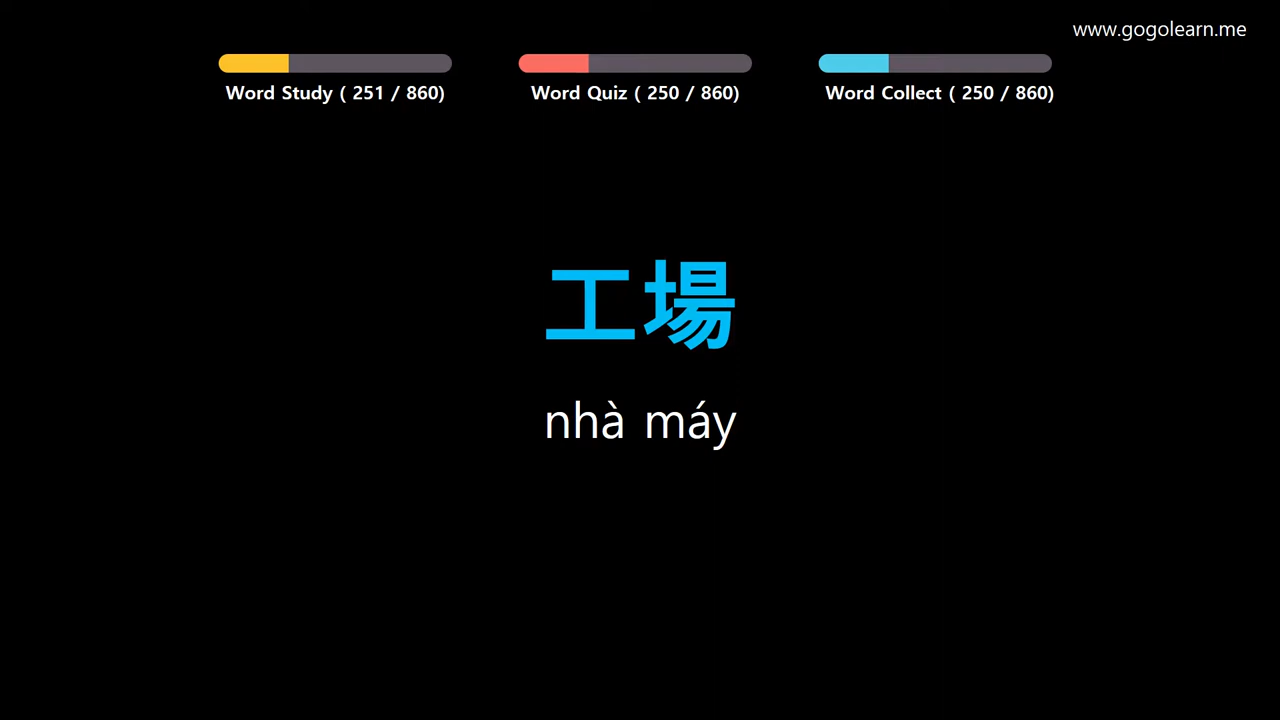 www.gogolearn.me
Word Study ( 251 / 860)
Word Quiz ( 250 / 860)
Word Collect ( 250 / 860)
工場
nhà máy